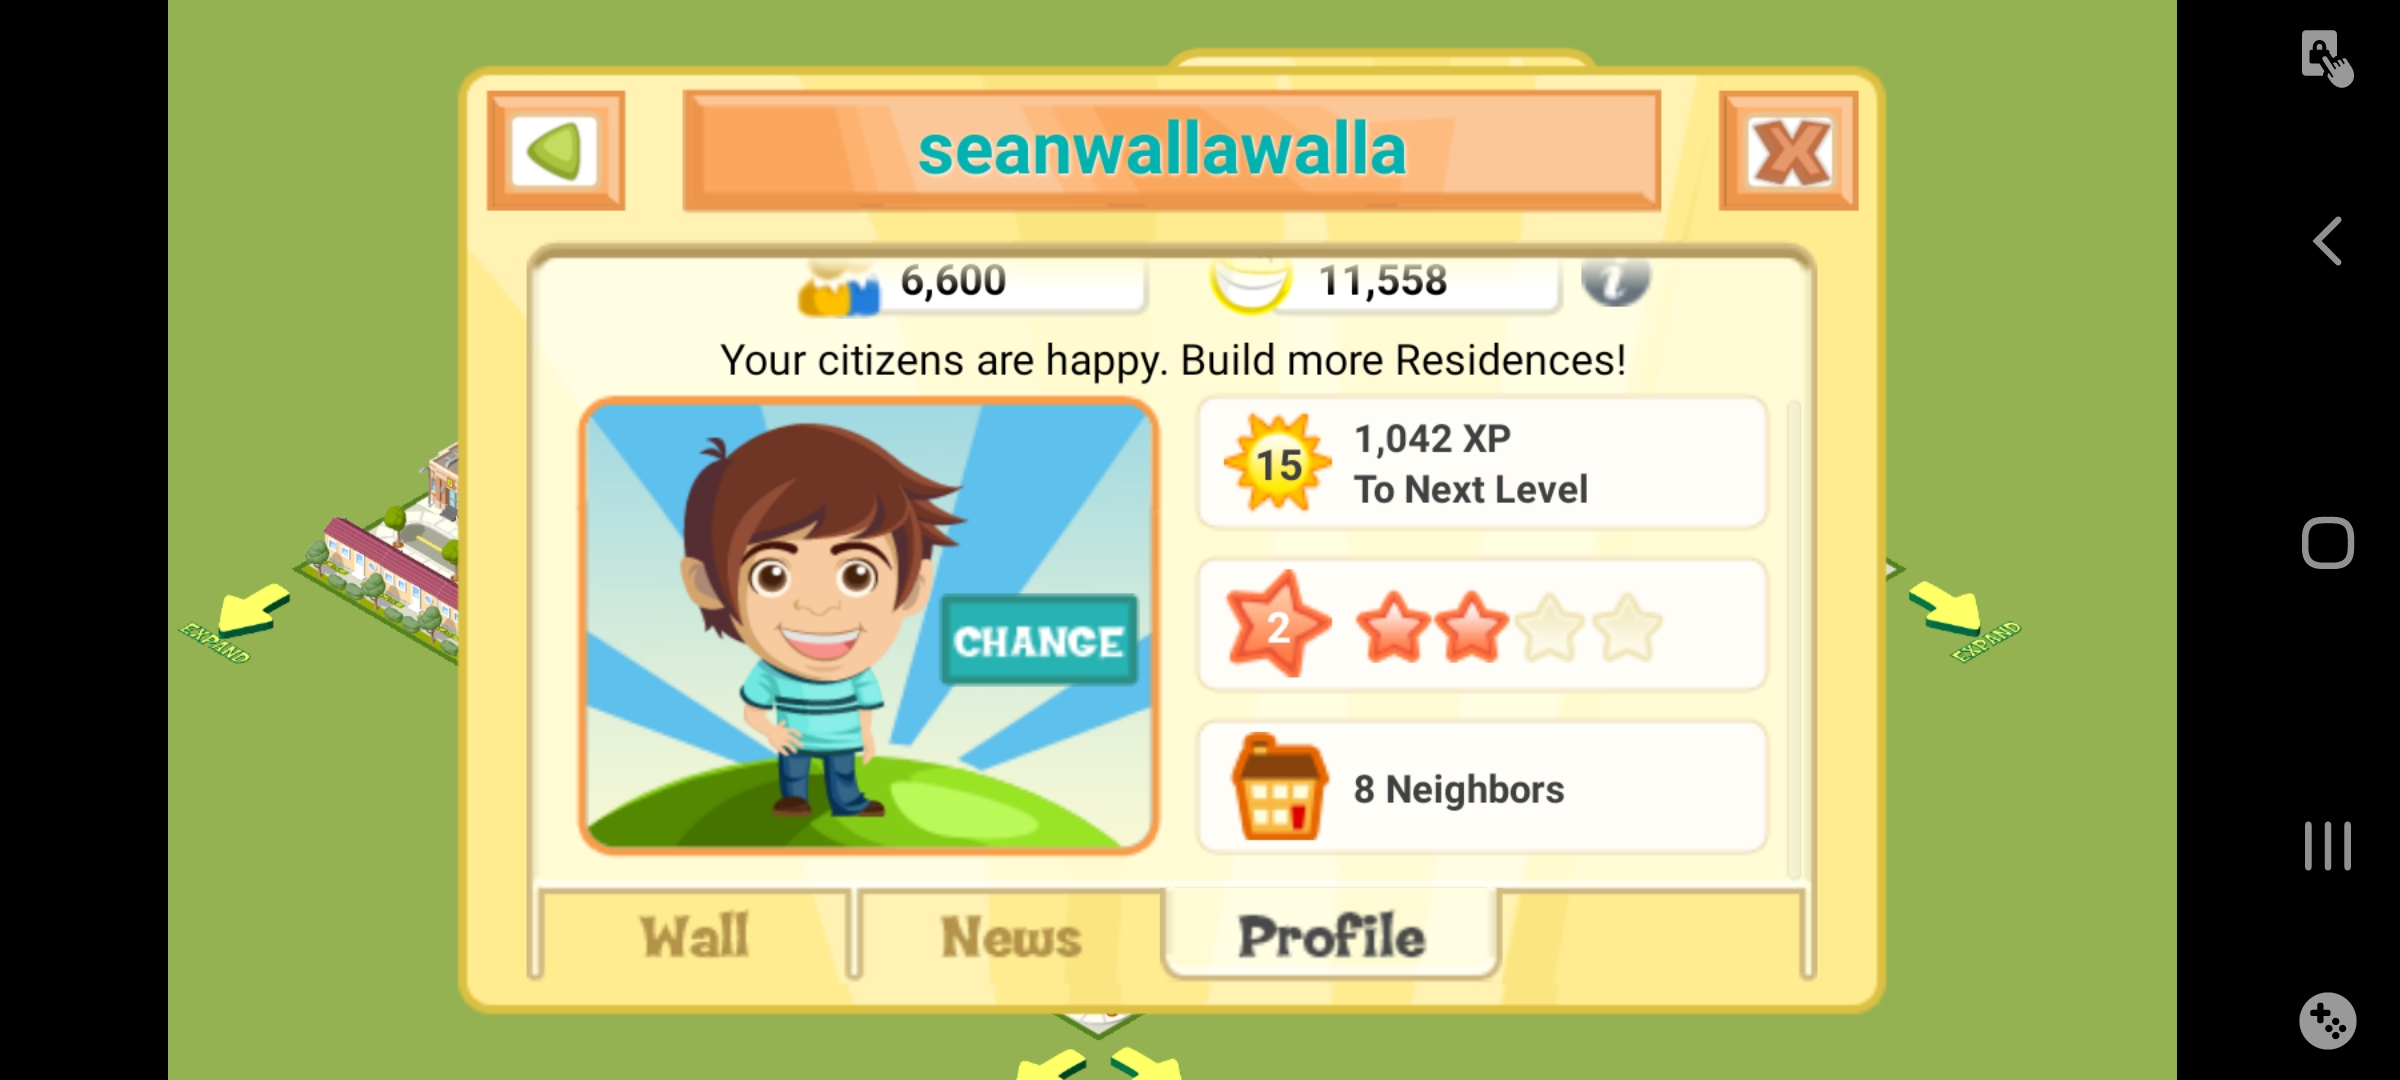 seanwallawalla
6,600
11,558
i
Your citizens are happy. Build more Residences!
15
1,042 XP
To Next Level
CHANGE
2
8 Neighbors
EXPAND
EXPAND
Wall
News
Profile